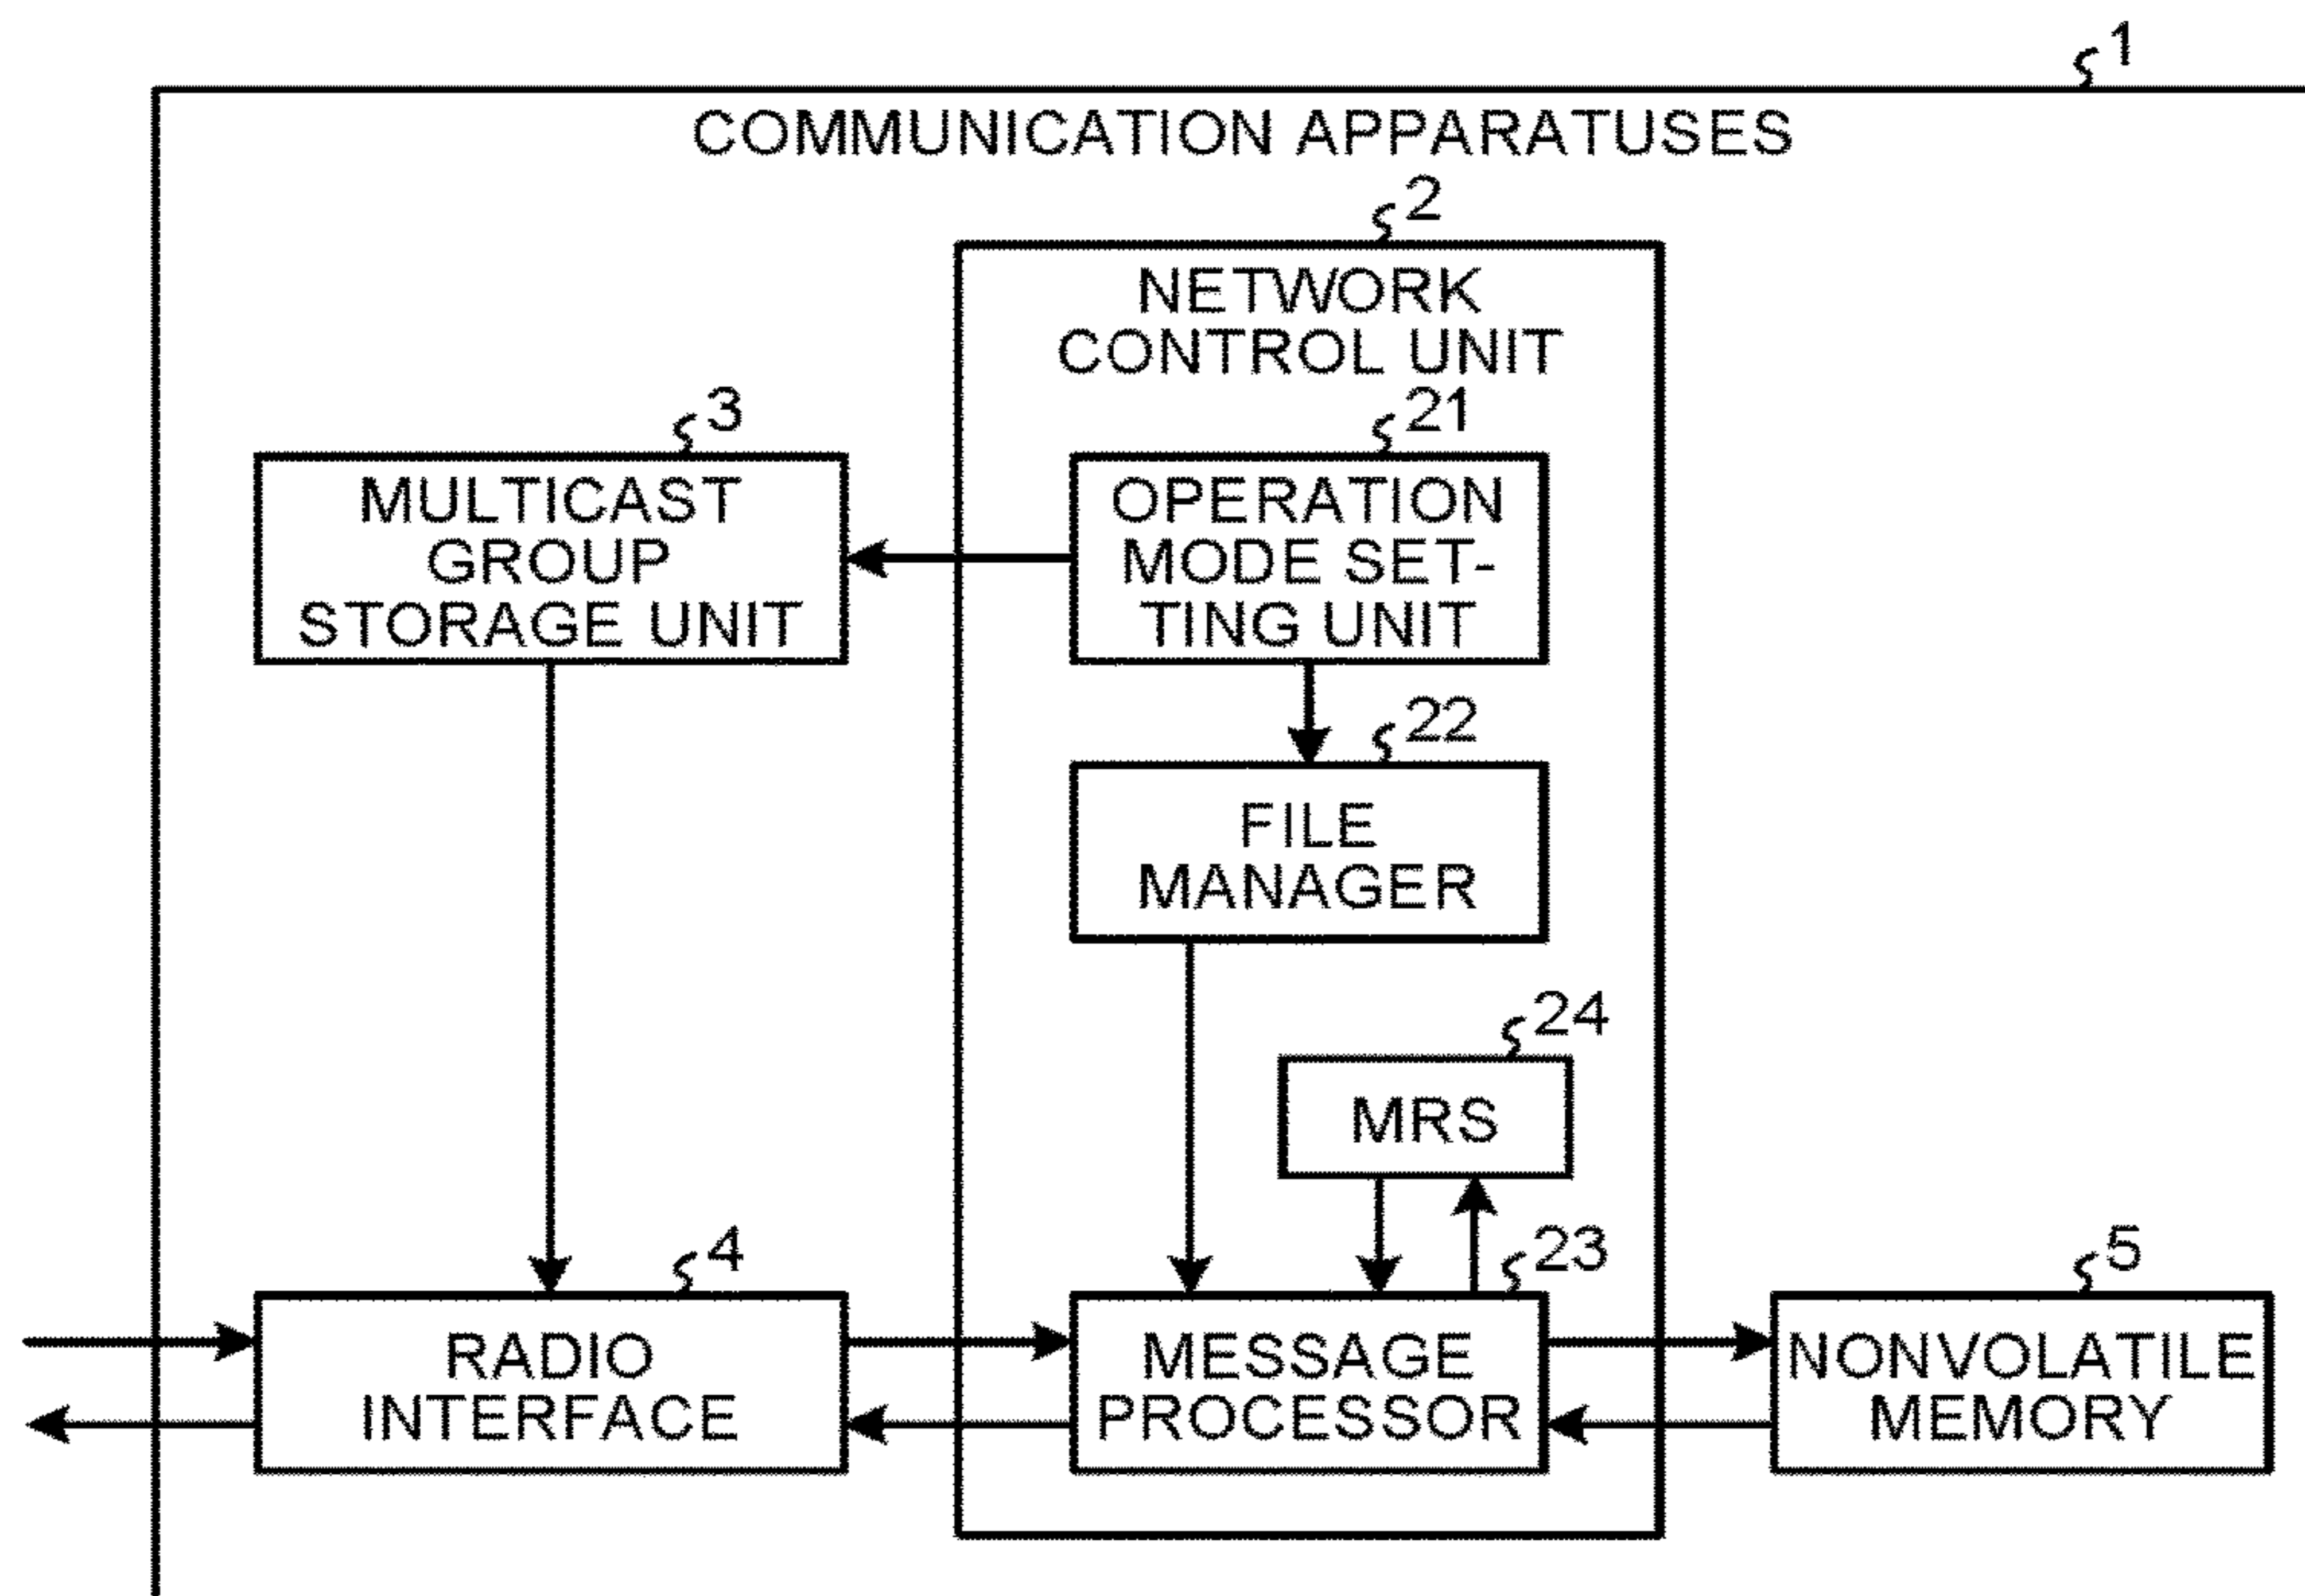 1
COMMUNICATION APPARATUSES
2
NETWORK
CONTROL UNIT
3
MULTICAST
GROUP
STORAGE UNIT
21
OPERATION
MODE SET-
TING UNIT
22
FILE
MANAGER
24
MRS
4
RADIO
INTERFACE
23
MESSAGE
PROCESSOR
5
NONVOLATILE
MEMORY